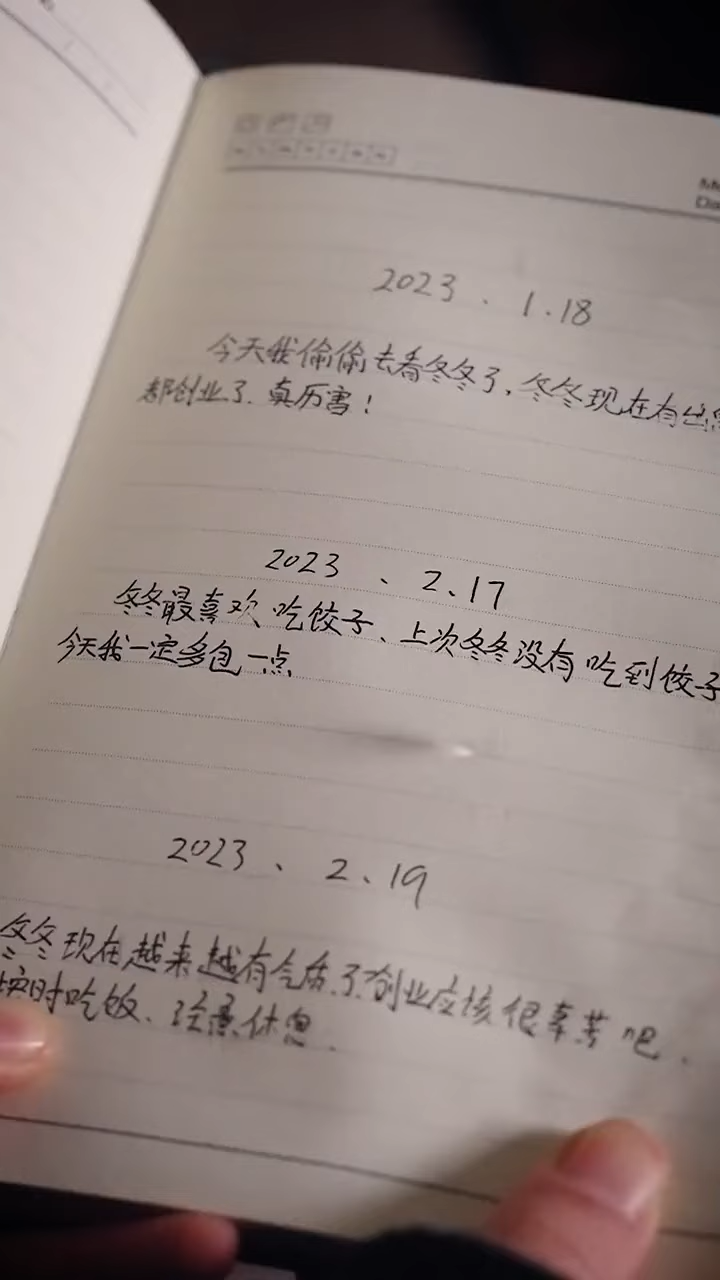 2023、1.18
今天我偷偷去看冬冬了,冬冬现在有出
都创业了.真历害!
2023、2.17
冬冬最喜欢吃饺子、上次冬冬没有吃到饺子
今天我一定多包一点
2023、2.19
冬冬现在越来越有气质了.创业应该很辛苦吧.
按时吃饭、注意休息.